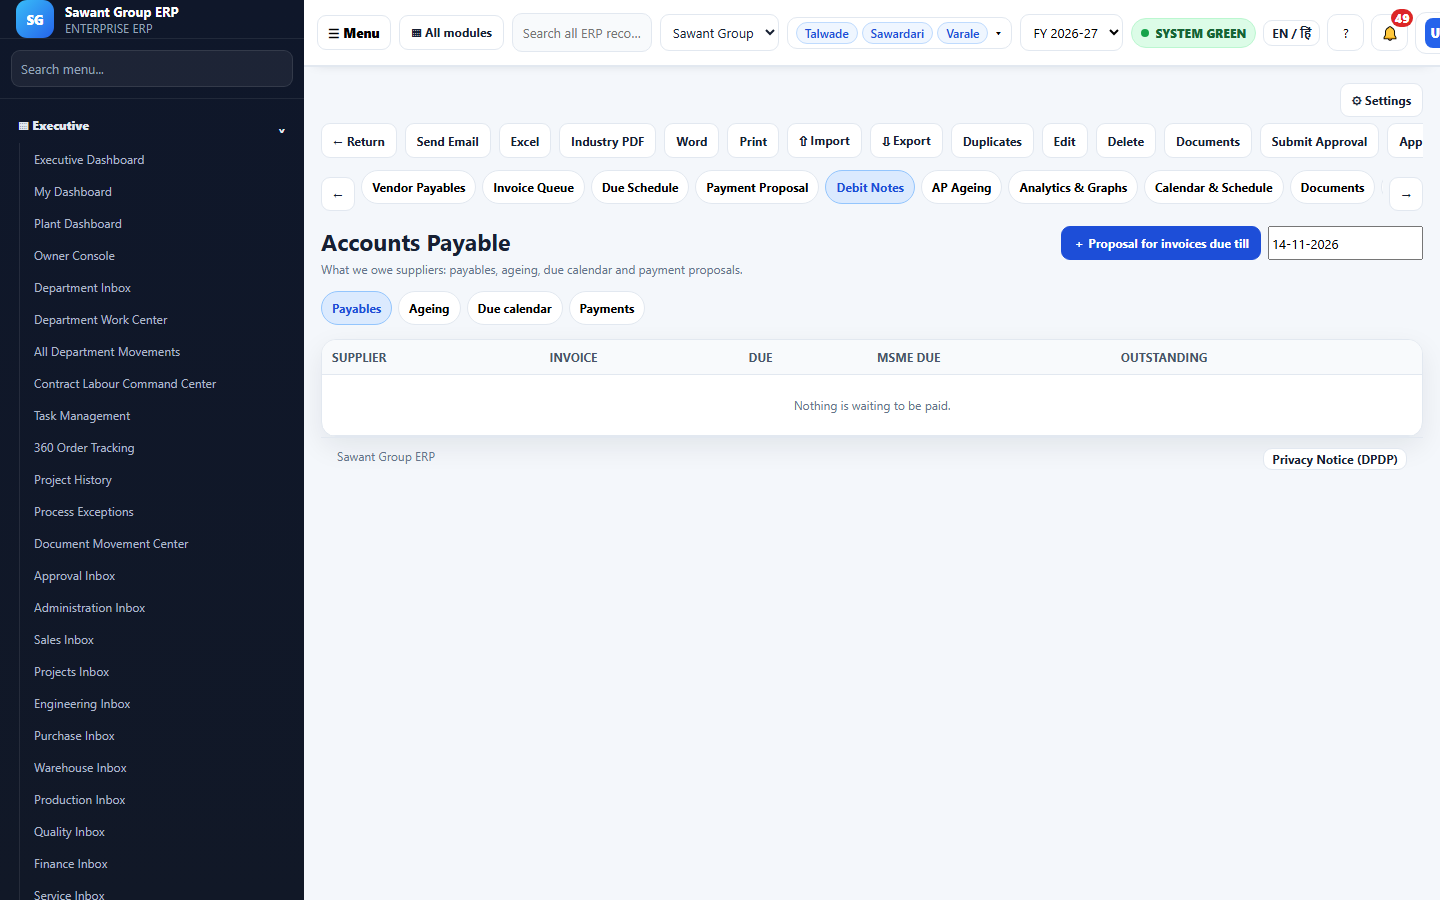 SG
Sawant Group ERP
ENTERPRISE ERP
☰ Menu
All modules
Search all ERP reco...
Sawant Group
Talwade
Sawardari
Varale
FY 2026-27
SYSTEM GREEN
EN / हिं
?
49
Search menu...
Executive
Executive Dashboard
My Dashboard
Plant Dashboard
Owner Console
Department Inbox
Department Work Center
All Department Movements
Contract Labour Command Center
Task Management
360 Order Tracking
Project History
Process Exceptions
Document Movement Center
Approval Inbox
Administration Inbox
Sales Inbox
Projects Inbox
Engineering Inbox
Purchase Inbox
Warehouse Inbox
Production Inbox
Quality Inbox
Finance Inbox
Service Inbox
⚙ Settings
← Return
Send Email
Excel
Industry PDF
Word
Print
⇧ Import
⇩ Export
Duplicates
Edit
Delete
Documents
Submit Approval
App
←
Vendor Payables
Invoice Queue
Due Schedule
Payment Proposal
Debit Notes
AP Ageing
Analytics & Graphs
Calendar & Schedule
Documents
→
Accounts Payable
+ Proposal for invoices due till
14-11-2026
What we owe suppliers: payables, ageing, due calendar and payment proposals.
Payables
Ageing
Due calendar
Payments
SUPPLIER INVOICE DUE MSME DUE OUTSTANDING
Nothing is waiting to be paid.
Sawant Group ERP
Privacy Notice (DPDP)